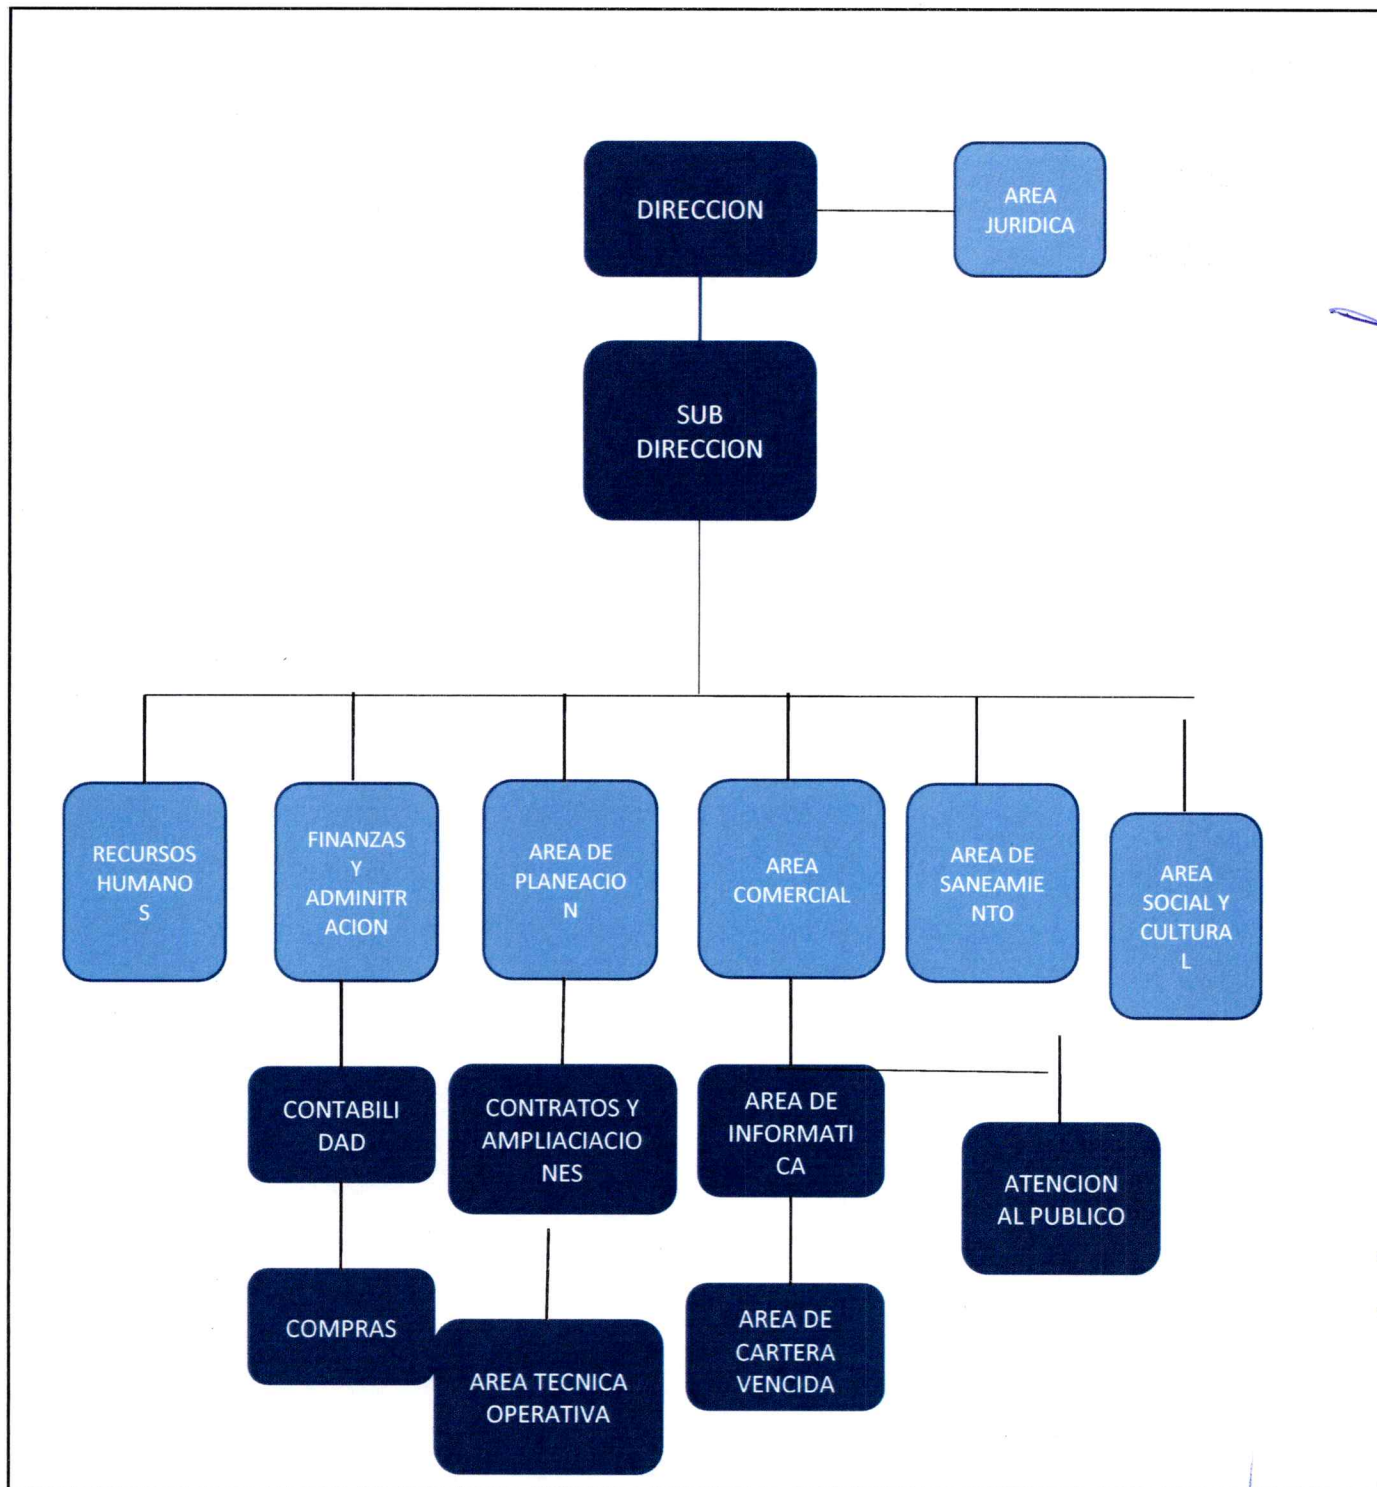 DIRECCION
AREA
JURIDICA
SUB
DIRECCION
RECURSOS
HUMANO
S
FINANZAS
Y
ADMINITR
ACION
AREA DE
PLANEACIO
N
AREA
COMERCIAL
AREA DE
SANEAMIE
NTO
AREA
SOCIAL Y
CULTURA
L
CONTABILI
DAD
CONTRATOS Y
AMPLIACIACIO
NES
AREA DE
INFORMATI
CA
ATENCION
AL PUBLICO
COMPRAS
AREA TECNICA
OPERATIVA
AREA DE
CARTERA
VENCIDA